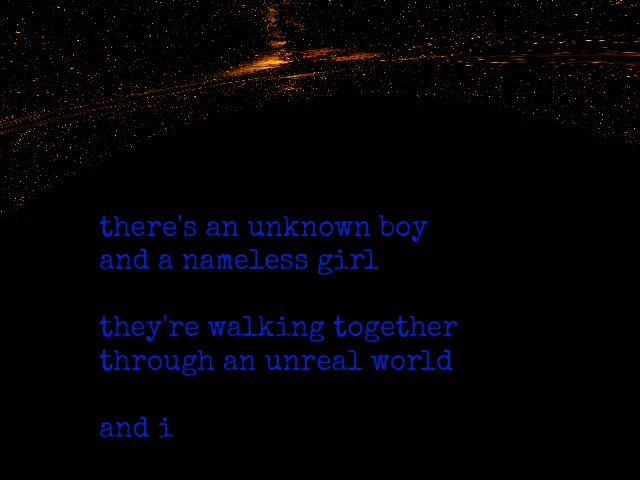 there's an unknown boy
and a nameless girl
they're walking together
through an unreal world
and i